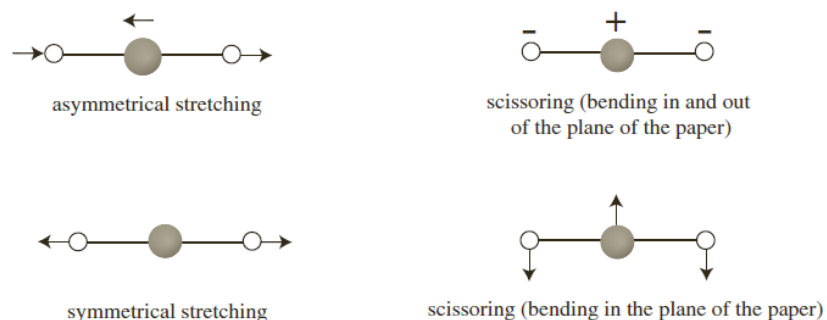 - + -
asymmetrical stretching
scissoring (bending in and out
of the plane of the paper)
symmetrical stretching
scissoring (bending in the plane of the paper)